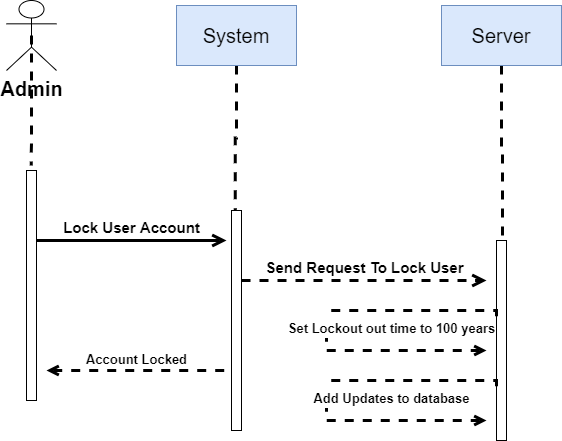 System
Server
Admin
Lock User Account
Send Request To Lock User
Set Lockout out time to 100 years
Account Locked
Add Updates to database